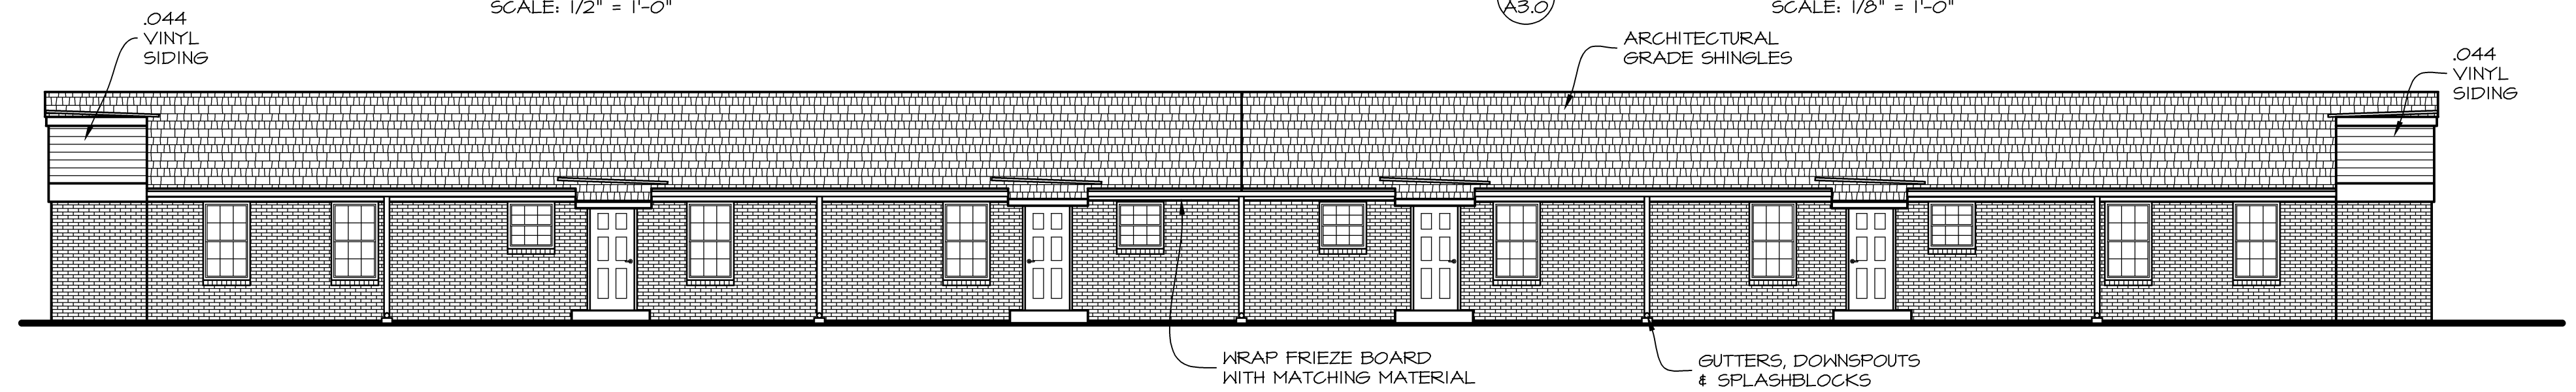 SCALE: 1/2" = 1'-0"
A3.0
SCALE: 1/8" = 1'-0"
.044
VINYL
SIDING
ARCHITECTURAL
GRADE SHINGLES
.044
VINYL
SIDING
WRAP FRIEZE BOARD
WITH MATCHING MATERIAL
GUTTERS, DOWNSPOUTS
& SPLASHBLOCKS